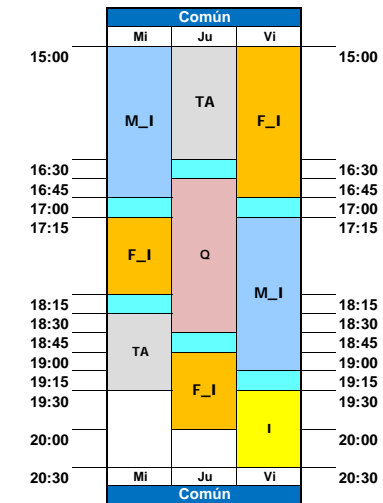 Común
Mi Ju Vi
15:00 15:00
TA
M_I F_I
16:30 16:30
16:45 16:45
17:00 17:00
17:15 17:15
F_I Q
M_I
18:15 18:15
18:30 18:30
18:45 18:45
TA
19:00 19:00
19:15 19:15
F_I
19:30 19:30
I
20:00 20:00
20:30 Mi Ju Vi 20:30
Común